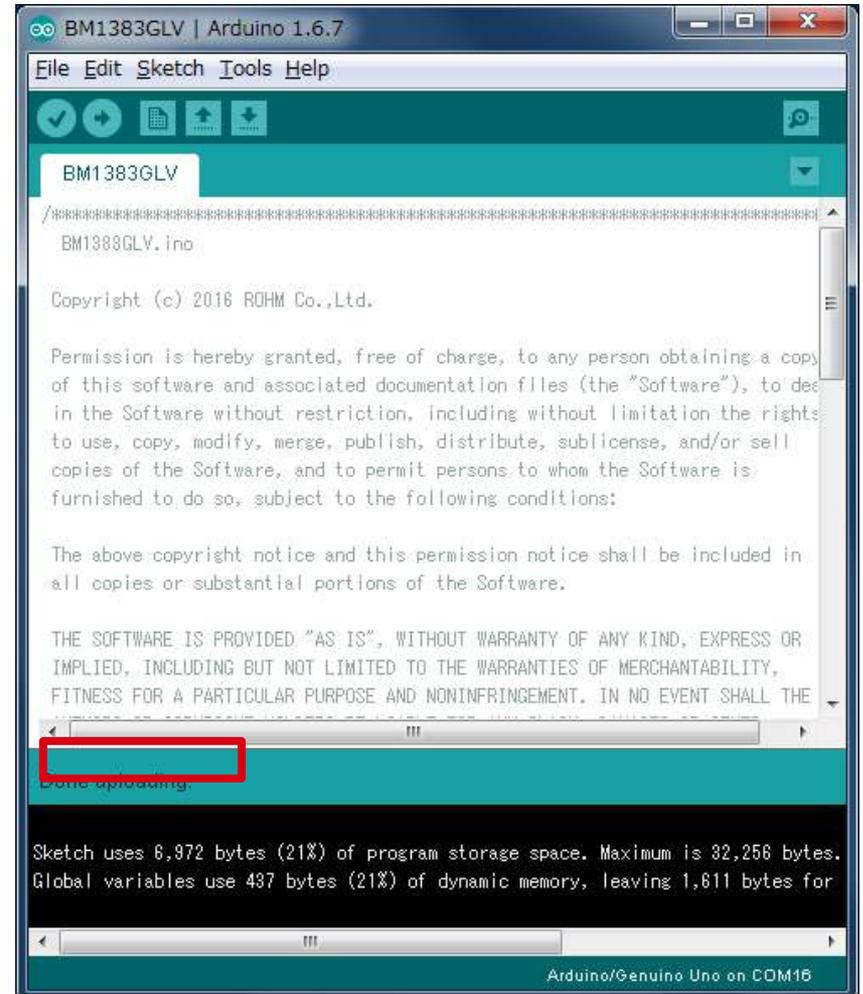 BM1383GLV | Arduino 1.6.7
File Edit Sketch Tools Help
BM1383GLV
/******************************************************************************
BM1383GLV.ino
Copyright (c) 2016 ROHM Co.,Ltd.
Permission is hereby granted, free of charge, to any person obtaining a copy
of this software and associated documentation files (the "Software"), to dea
in the Software without restriction, including without limitation the rights
to use, copy, modify, merge, publish, distribute, sublicense, and/or sell
copies of the Software, and to permit persons to whom the Software is
furnished to do so, subject to the following conditions:
The above copyright notice and this permission notice shall be included in
all copies or substantial portions of the Software.
THE SOFTWARE IS PROVIDED "AS IS", WITHOUT WARRANTY OF ANY KIND, EXPRESS OR
IMPLIED, INCLUDING BUT NOT LIMITED TO THE WARRANTIES OF MERCHANTABILITY,
FITNESS FOR A PARTICULAR PURPOSE AND NONINFRINGEMENT. IN NO EVENT SHALL THE
Done uploading.
Sketch uses 6,972 bytes (21%) of program storage space. Maximum is 32,256 bytes.
Global variables use 437 bytes (21%) of dynamic memory, leaving 1,611 bytes for
Arduino/Genuino Uno on COM16